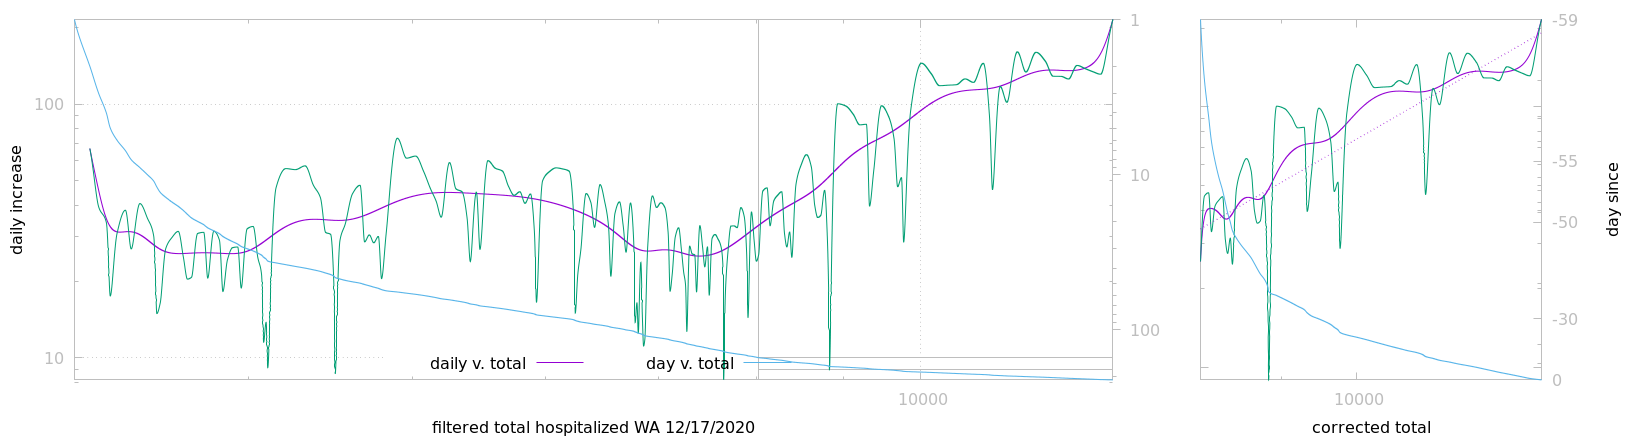 1
-59
100
daily increase
10
-55
day since
-50
100
-30
10
daily v. total
day v. total
0
10000
10000
filtered total hospitalized WA 12/17/2020
corrected total